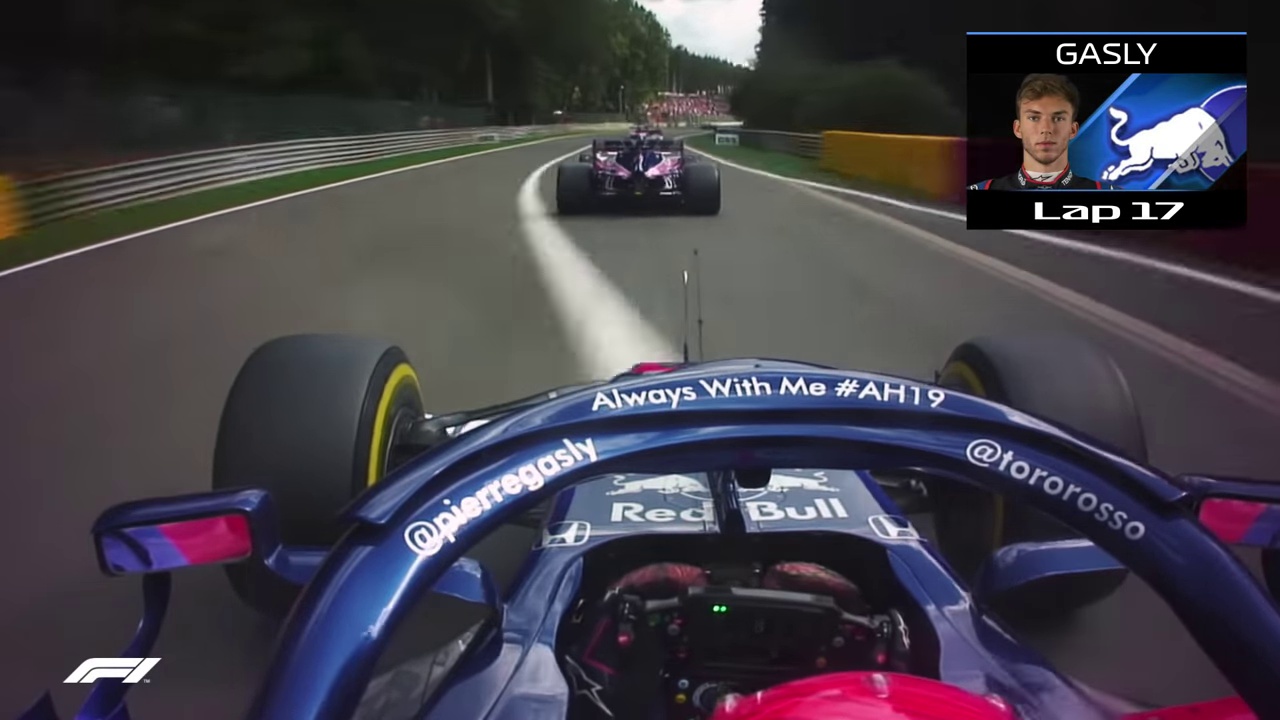 GASLY
Lap 17
Always With Me #AH19
@pierregasly
@tororosso
Red Bull
F1